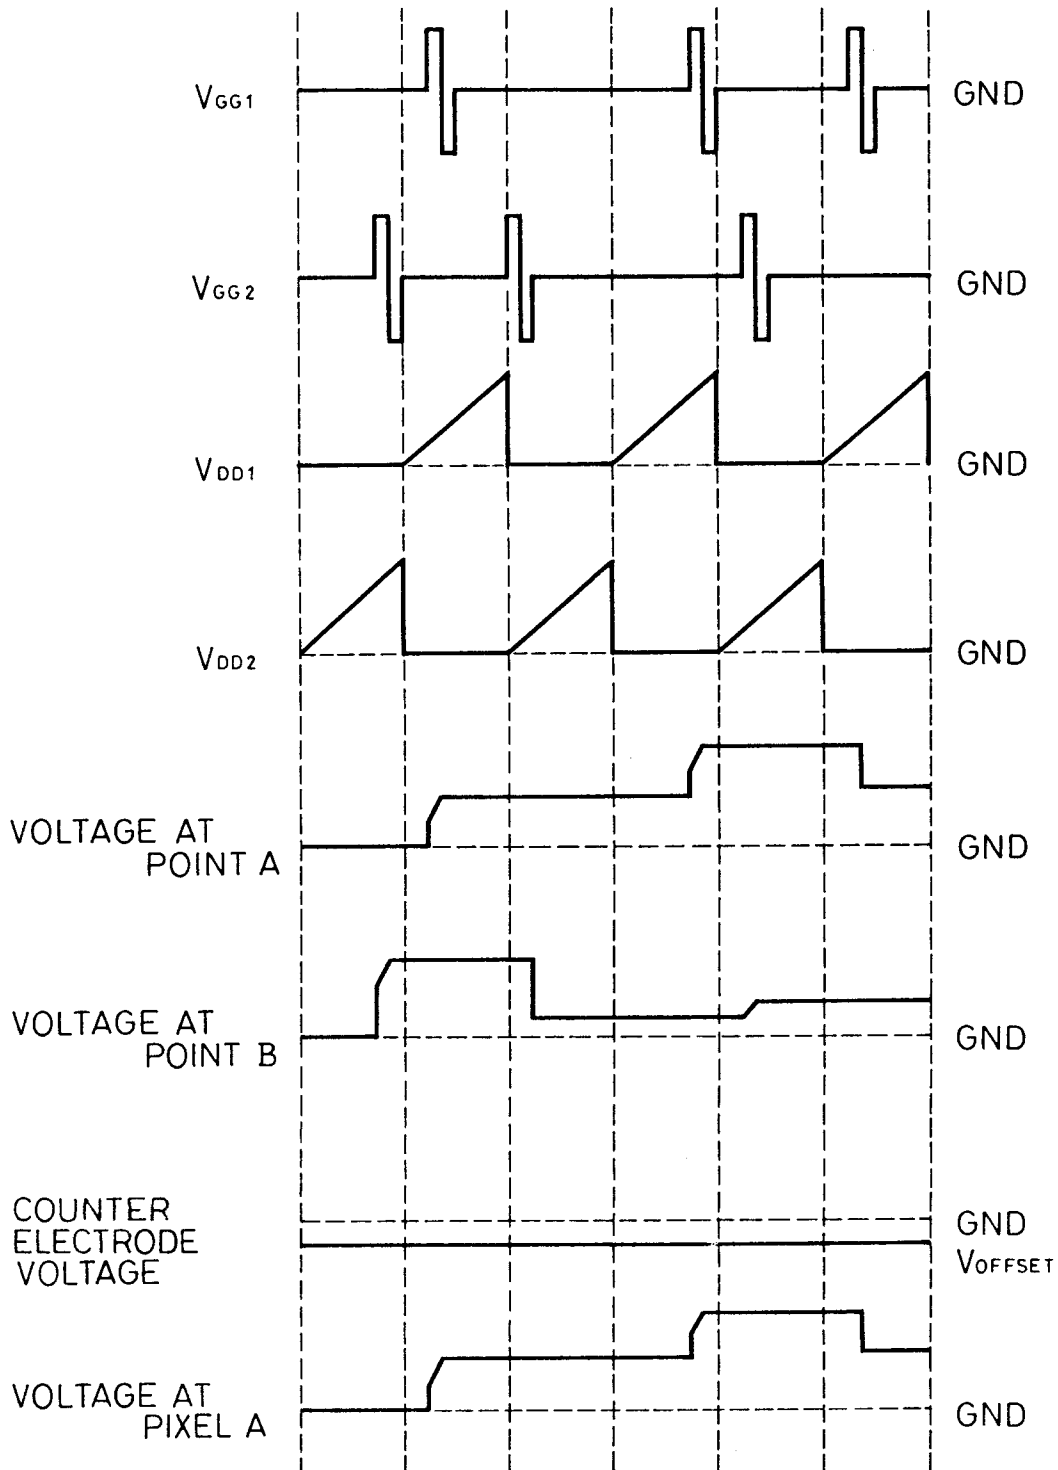 VGG1 GND
VGG2 GND
VDD1 GND
VDD2 GND
VOLTAGE AT
POINT A GND
VOLTAGE AT
POINT B GND
COUNTER GND
ELECTRODE
VOLTAGE VOFFSET
VOLTAGE AT
PIXEL A GND